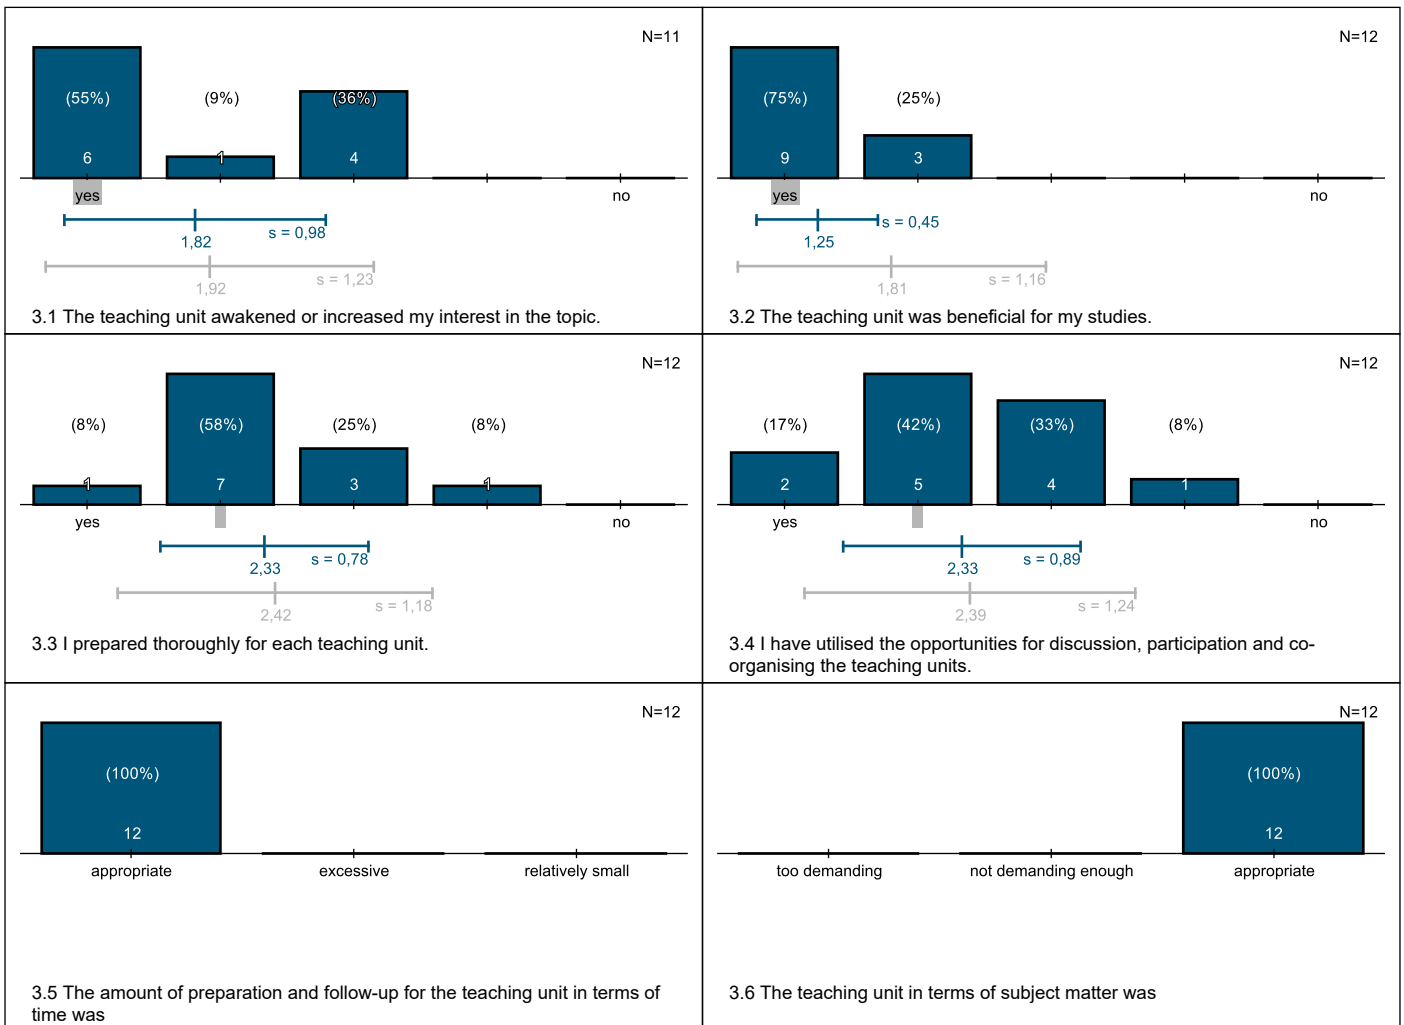 N=11
(55%)
(9%)
(36%)
6
1
4
yes
no
s = 0,98
1,82
s = 1,23
1,92
3.1 The teaching unit awakened or increased my interest in the topic.
N=12
(75%)
(25%)
9
3
yes
no
s = 0,45
1,25
s = 1,16
1,81
3.2 The teaching unit was beneficial for my studies.
N=12
(8%)
(58%)
(25%)
(8%)
1
7
3
1
yes
no
s = 0,78
2,33
s = 1,18
2,42
3.3 I prepared thoroughly for each teaching unit.
N=12
(17%)
(42%)
(33%)
(8%)
2
5
4
1
yes
no
s = 0,89
2,33
s = 1,24
2,39
3.4 I have utilised the opportunities for discussion, participation and co-
organising the teaching units.
N=12
(100%)
12
appropriate
excessive
relatively small
3.5 The amount of preparation and follow-up for the teaching unit in terms of
time was
N=12
(100%)
12
too demanding
not demanding enough
appropriate
3.6 The teaching unit in terms of subject matter was